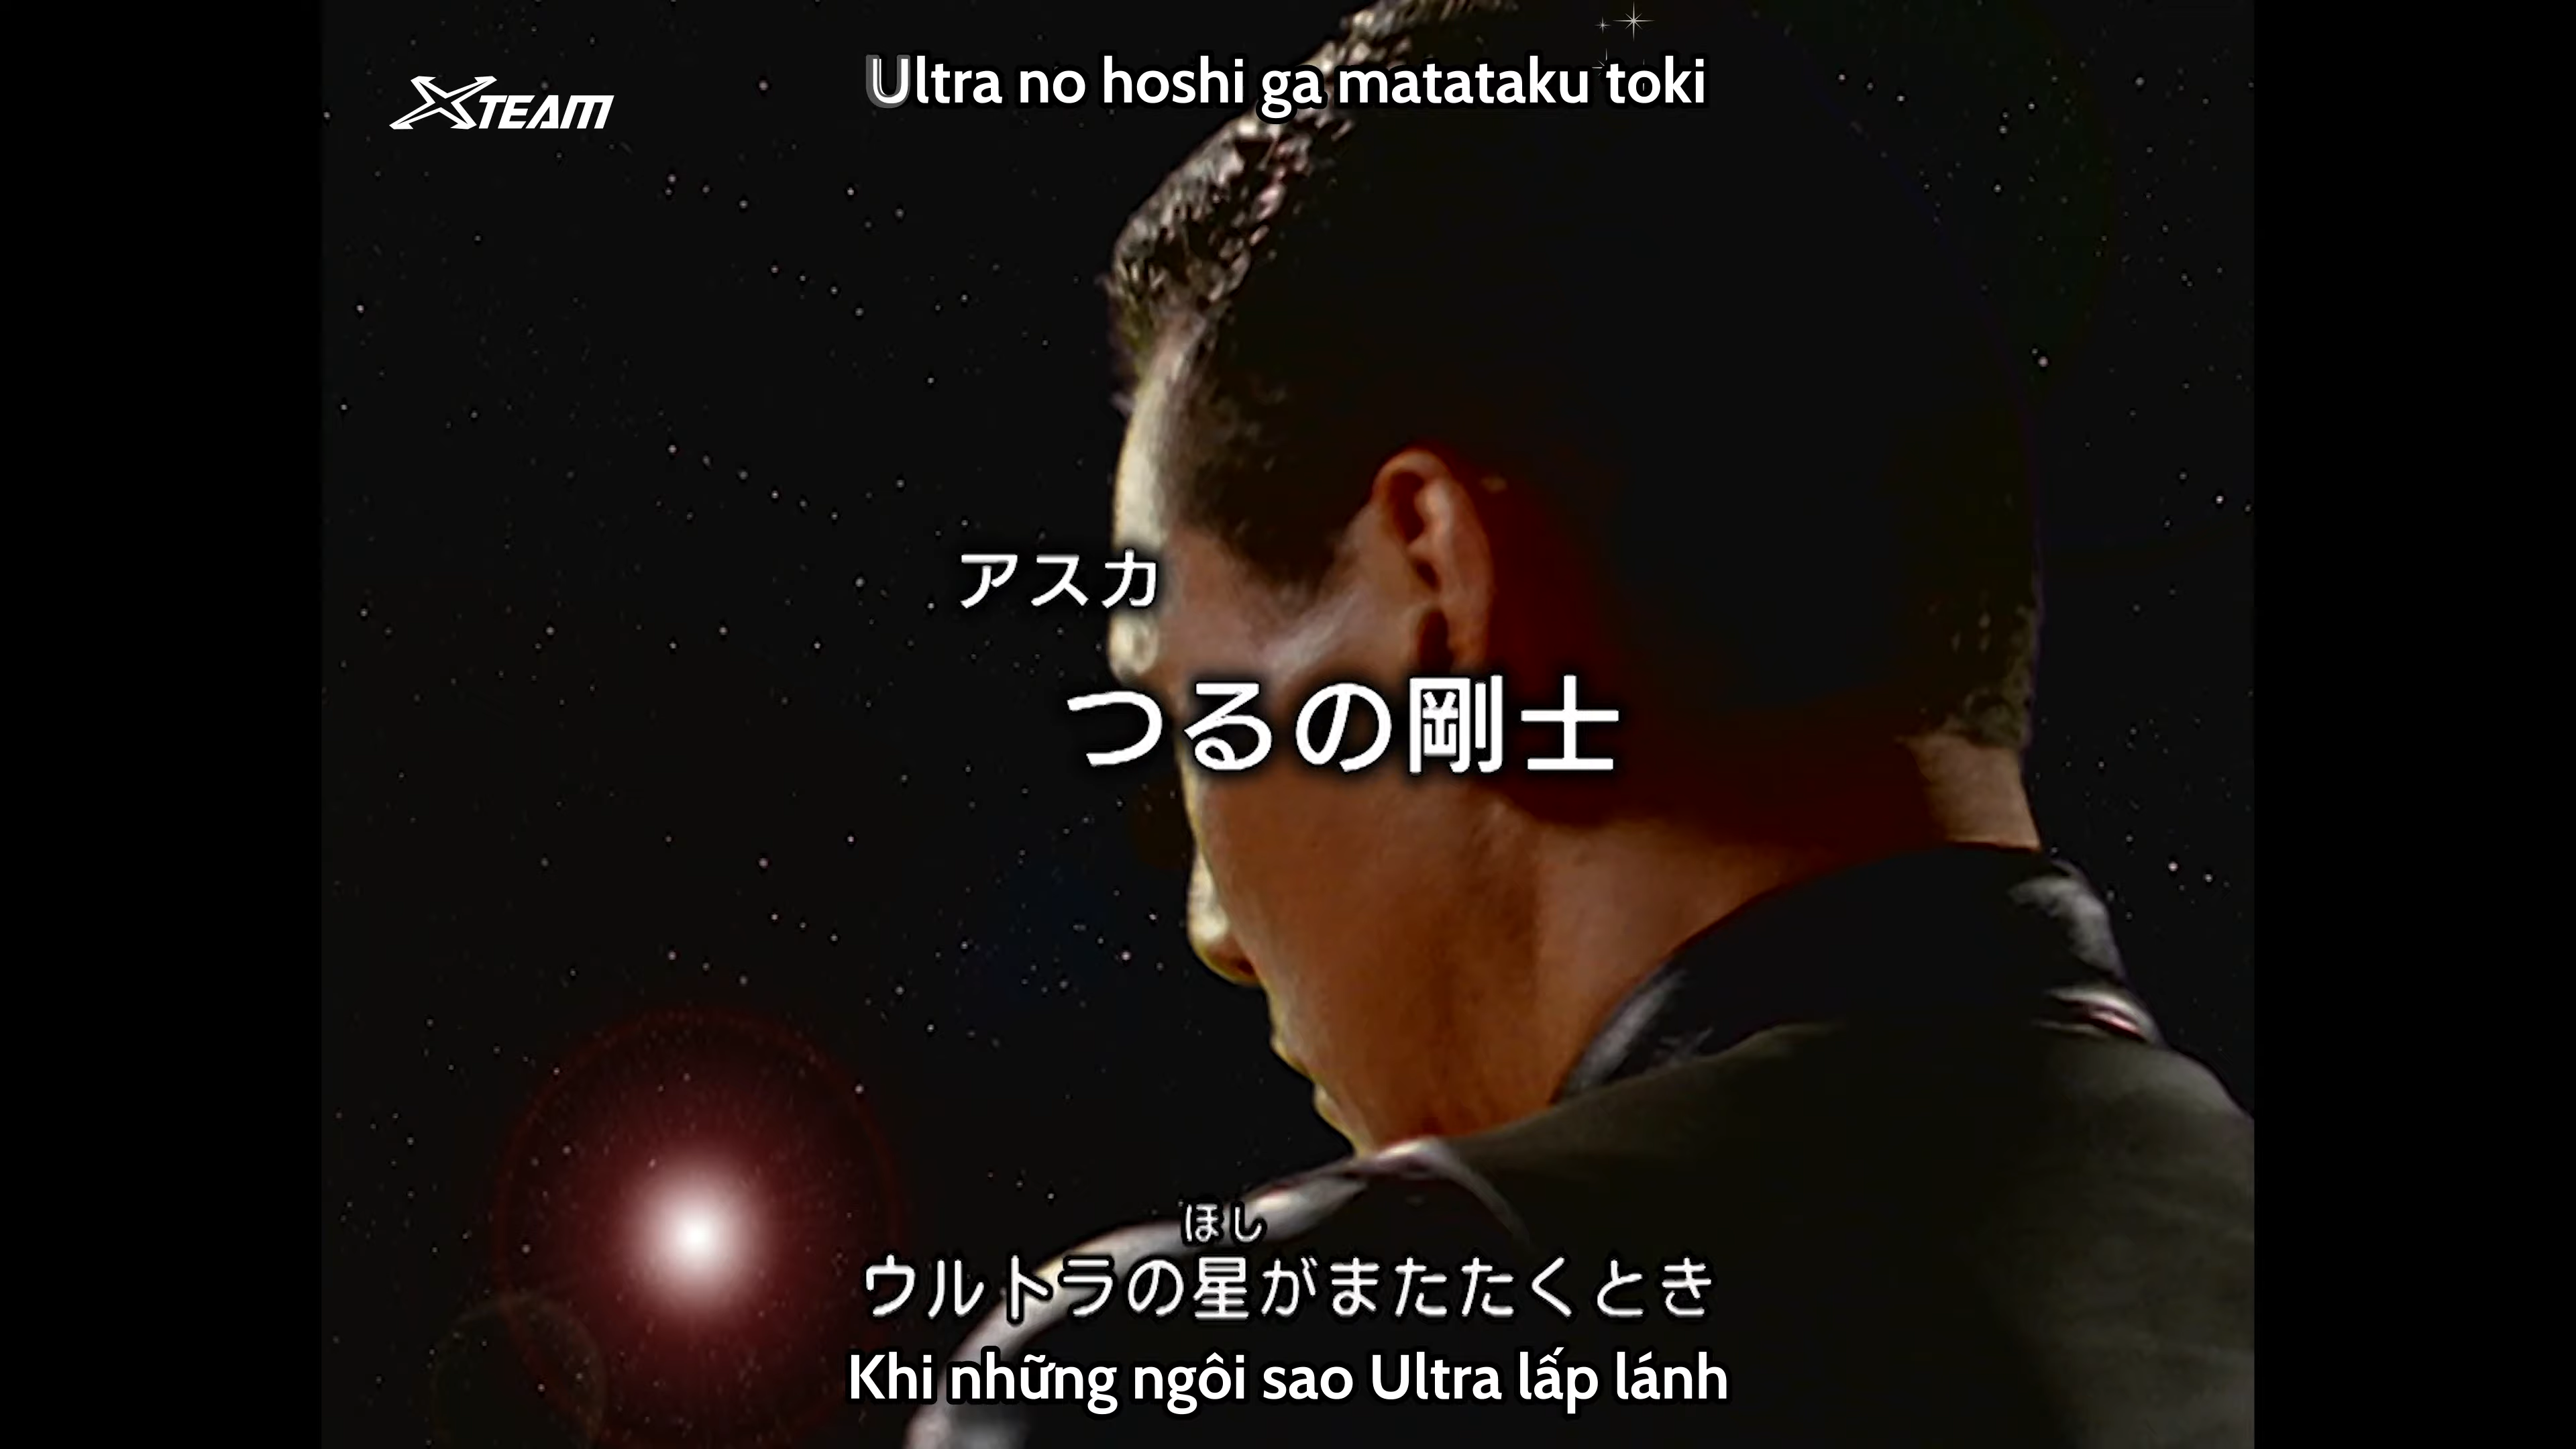 Ultra no hoshi ga matataku toki
XTEAM
アスカ
つるの剛士
ほし
ウルトラの星がまたたくとき
Khi những ngôi sao Ultra lấp lánh